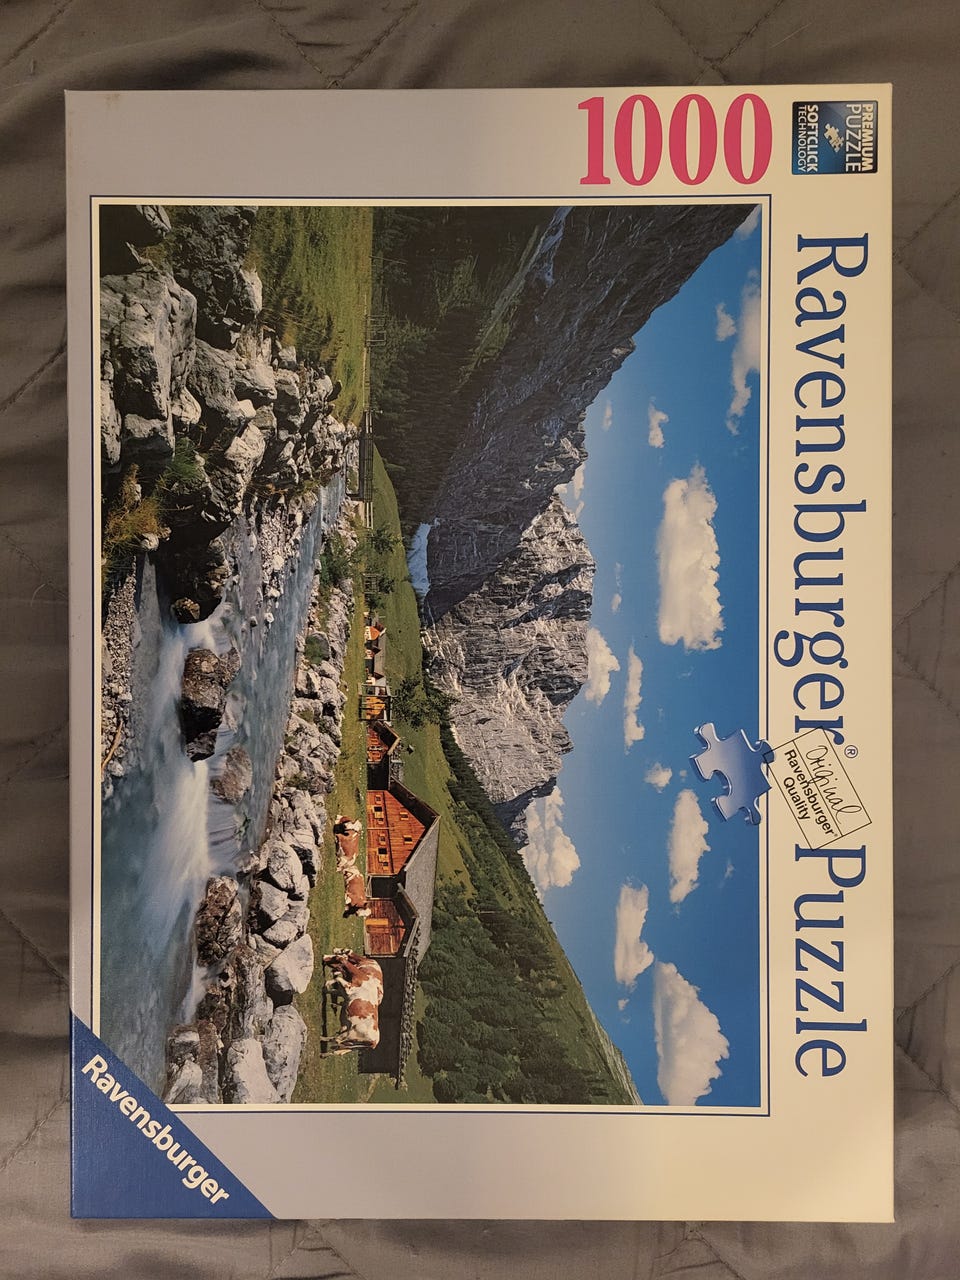 1000
PREMIUM
PUZZLE
SOFTCLICK
TECHNOLOGY
Ravensburger® Puzzle
Original
Ravensburger®
Quality
Ravensburger